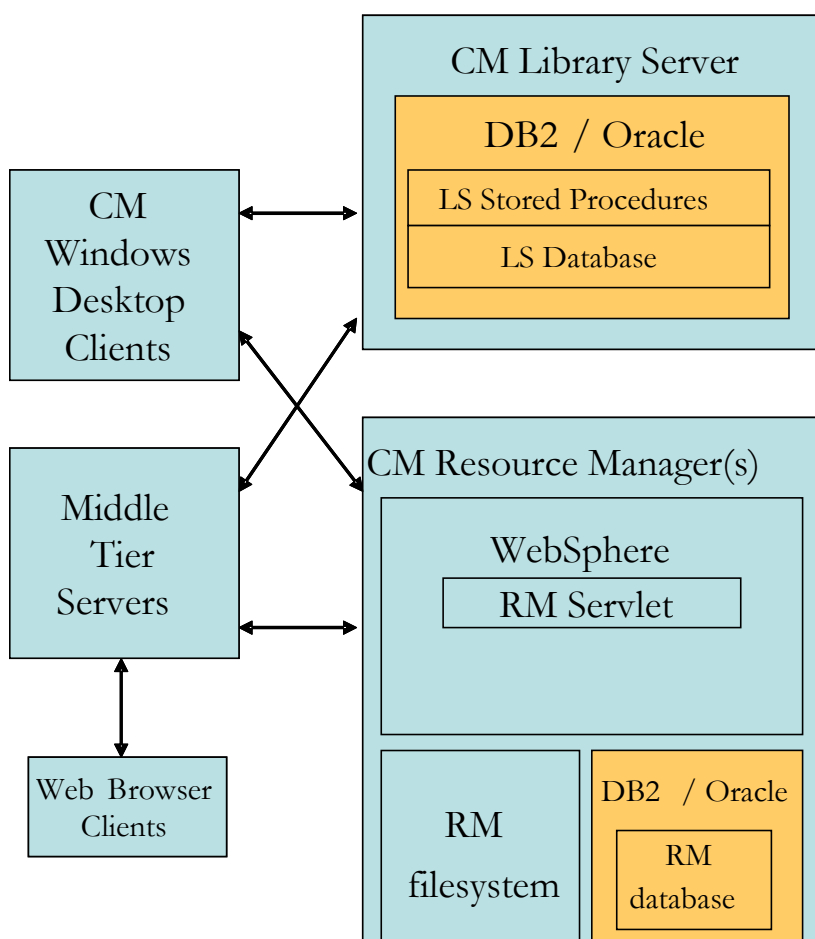 CM Library Server
DB2 / Oracle
LS Stored Procedures
LS Database
CM
Windows
Desktop
Clients
Middle
Tier
Servers
Web Browser
Clients
CM Resource Manager(s)
WebSphere
RM Servlet
RM
filesystem
DB2 / Oracle
RM
database